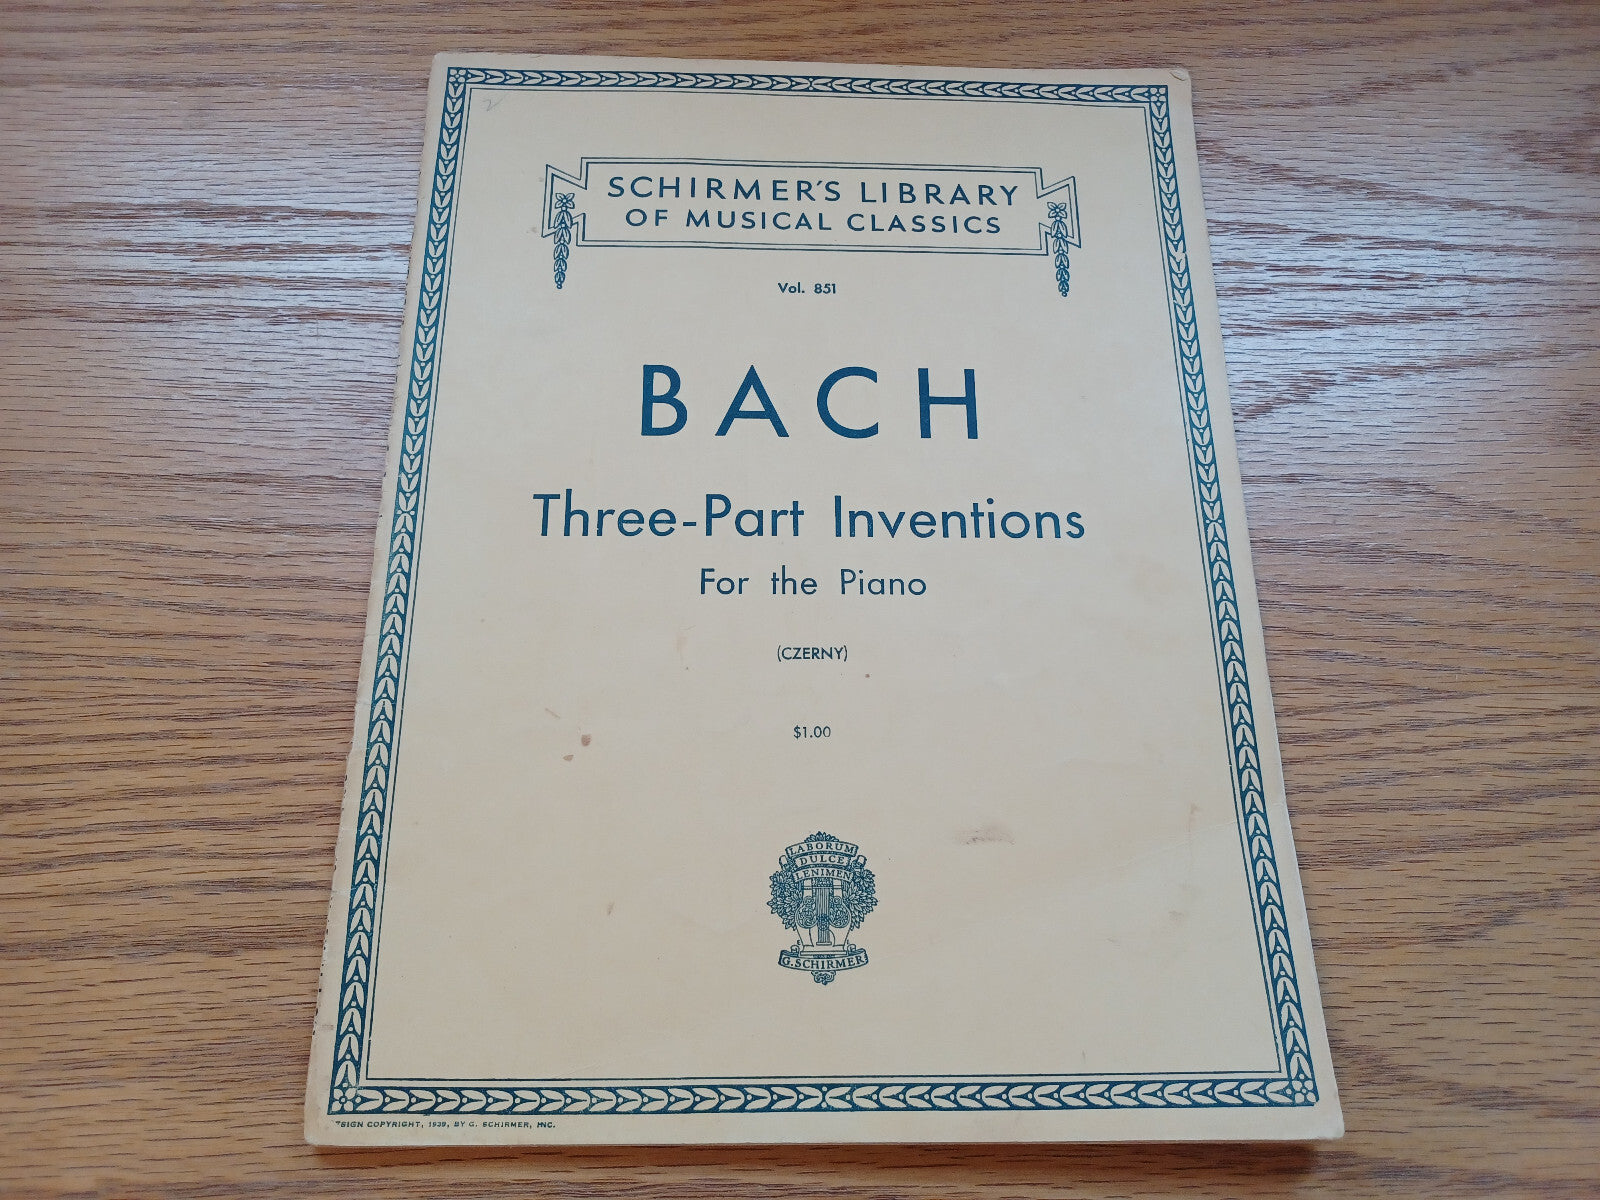 SCHIRMER'S LIBRARY
OF MUSICAL CLASSICS
Vol. 851
BACH
Three-Part Inventions
For the Piano
(CZERNY)
$1.00
LABORUM
DULCE
LENIMEN
G. SCHIRMER
SIGN COPYRIGHT, 1939, BY G. SCHIRMER, INC.